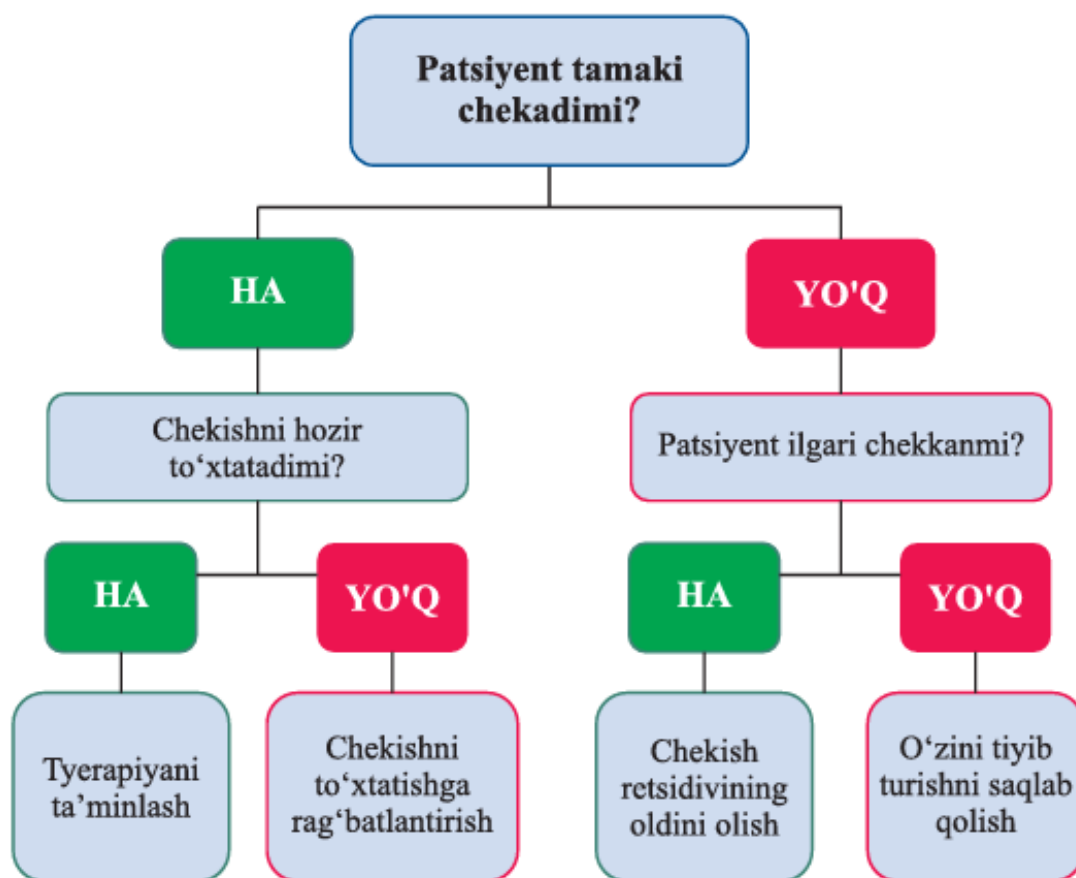 Patsiyent tamaki
chekadimi?
HA
YO'Q
Chekishni hozir
to‘xtatadimi?
Patsiyent ilgari chekkanmi?
HA
YO'Q
HA
YO'Q
Tyerapiyani
ta’minlash
Chekishni
to‘xtatishga
rag‘batlantirish
Chekish
retsidivining
oldini olish
O‘zini tiyib
turishni saqlab
qolish